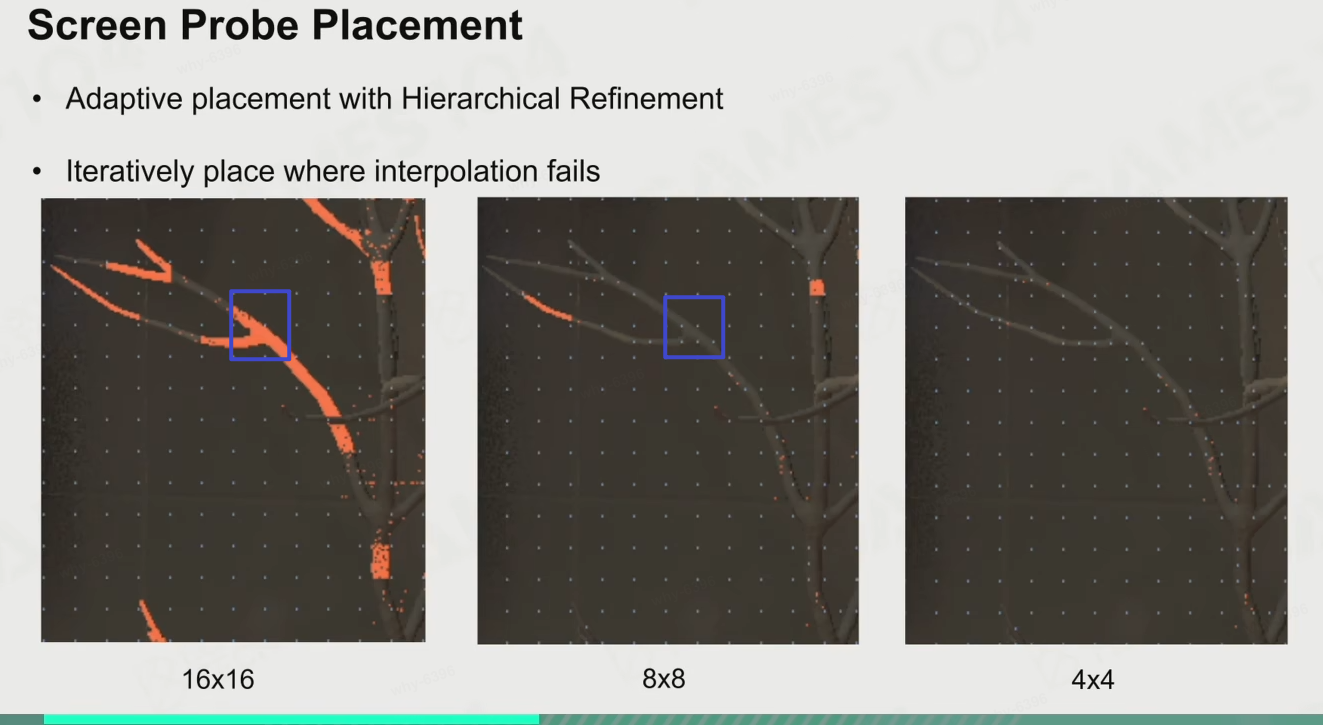 Screen Probe Placement
• Adaptive placement with Hierarchical Refinement
• Iteratively place where interpolation fails
16x16
8x8
4x4